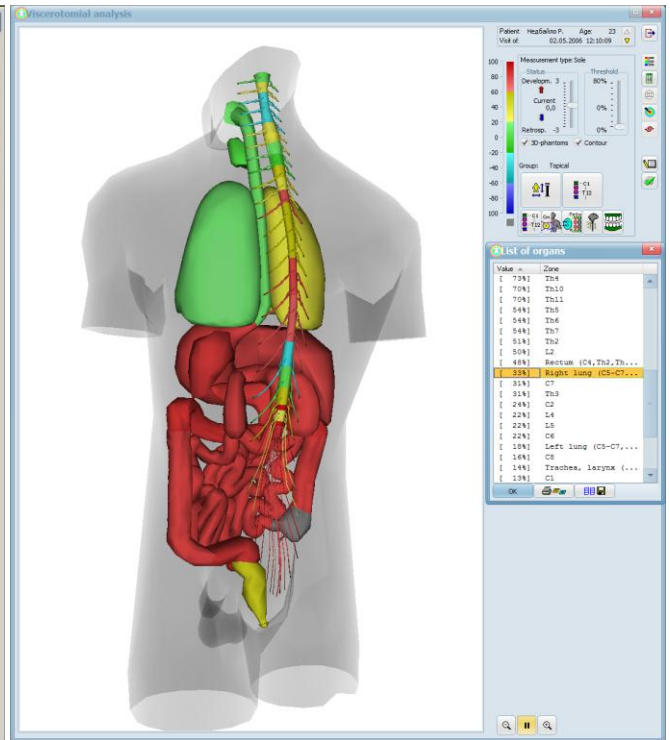 Viscerotomial analysis
Patient: Недбайло Р. Age: 23
Visit of: 02.05.2006 12:10:09
Measurement type: Sole
Status
Threshold
Developm. 3
80%
Current
0,0
0%
Retrosp. -3
0%
3D-phantoms Contour
Group: Topical
C1
T12
100
80
60
40
20
0
-20
-40
-60
-80
100
List of organs
Value Zone
[ 73%] Th4
[ 70%] Th10
[ 70%] Th11
[ 54%] Th5
[ 54%] Th6
[ 54%] Th7
[ 51%] Th2
[ 50%] L2
[ 48%] Rectum (C4,Th2,Th...
[ 33%] Right lung (C5-C7...
[ 31%] C7
[ 31%] Th3
[ 24%] C2
[ 22%] L4
[ 22%] L5
[ 22%] C6
[ 18%] Left lung (C5-C7,...
[ 16%] C8
[ 14%] Trachea, larynx (...
[ 13%] C1
OK